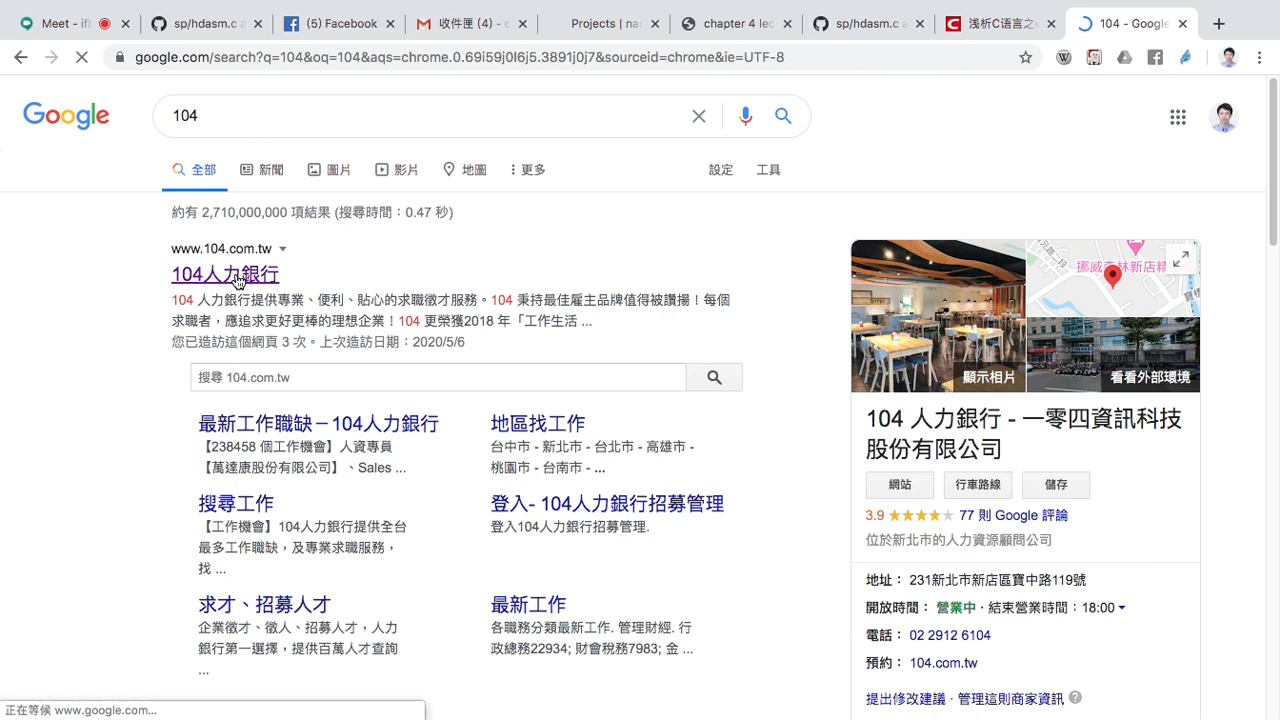 Meet - ift
sp/hdasm.c a
(5) Facebook
收件匣 (4) - c
Projects | nan
chapter 4 lec
sp/hdasm.c a
浅析C语言之
104 - Google
google.com/search?q=104&oq=104&aqs=chrome.0.69i59j0l6j5.3891j0j7&sourceid=chrome&ie=UTF-8
Google
104
全部
新聞
圖片
影片
地圖
更多
設定
工具
約有 2,710,000,000 項結果 (搜尋時間：0.47 秒)
www.104.com.tw
104人力銀行
104 人力銀行提供專業、便利、貼心的求職徵才服務。104 秉持最佳雇主品牌值得被讚揚！每個
求職者，應追求更好更棒的理想企業！104 更榮獲2018 年「工作生活 ...
您已造訪這個網頁 3 次。上次造訪日期：2020/5/6
搜尋 104.com.tw
最新工作職缺－104人力銀行
【238458 個工作機會】人資專員
【萬達康股份有限公司】、Sales ...
地區找工作
台中市 - 新北市 - 台北市 - 高雄市 -
桃園市 - 台南市 - ...
搜尋工作
【工作機會】104人力銀行提供全台
最多工作職缺，及專業求職服務，
找 ...
登入- 104人力銀行招募管理
登入104人力銀行招募管理.
求才、招募人才
企業徵才、徵人、招募人才，人力
銀行第一選擇，提供百萬人才查詢
...
最新工作
各職務分類最新工作. 管理財經. 行
政總務22934; 財會稅務7983; 金 ...
挪威森林新店精
顯示相片
看看外部環境
104 人力銀行 - 一零四資訊科技
股份有限公司
網站
行車路線
儲存
3.9
77 則 Google 評論
位於新北市的人力資源顧問公司
地址： 231新北市新店區寶中路119號
開放時間： 營業中 · 結束營業時間：18:00
電話： 02 2912 6104
預約： 104.com.tw
提出修改建議 · 管理這則商家資訊
正在等候 www.google.com...